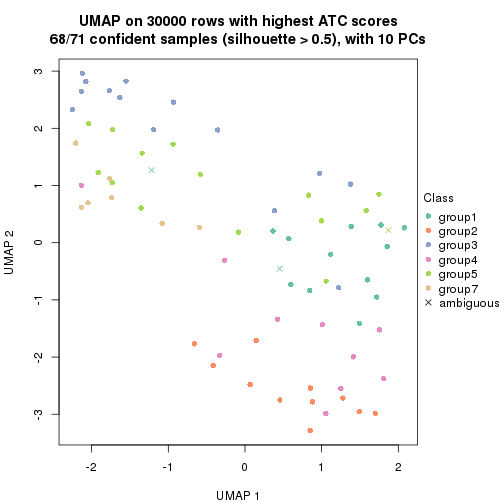 UMAP on 30000 rows with highest ATC scores
68/71 confident samples (silhouette > 0.5), with 10 PCs
3
2
1
0
-1
-2
-3
UMAP 2
-2
-1
0
1
2
UMAP 1
Class
group1
group2
group3
group4
group5
group7
ambiguous